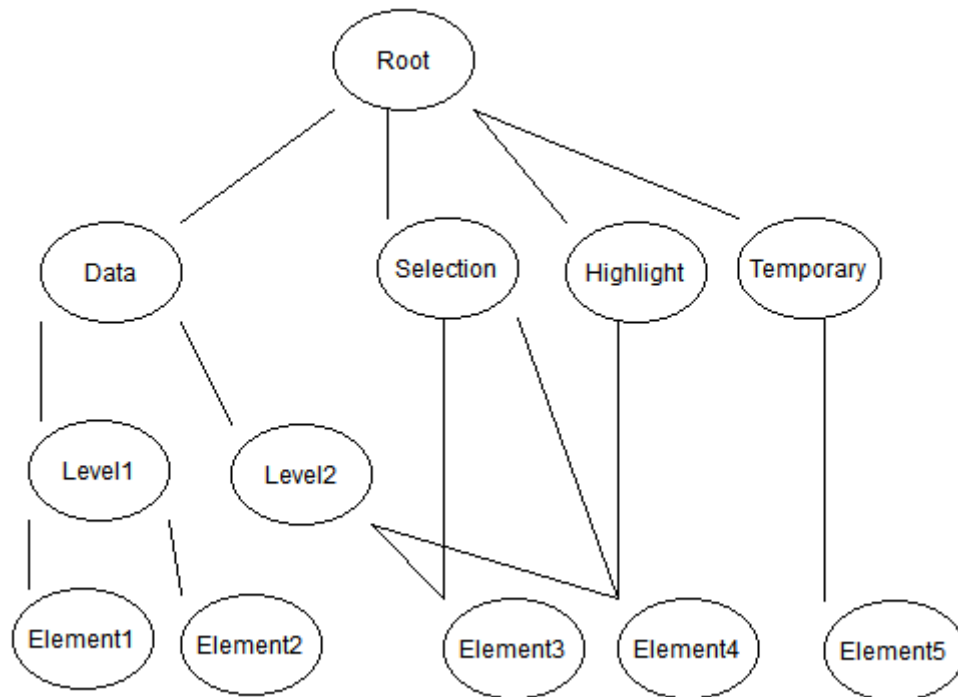 Root
Data
Selection
Highlight
Temporary
Level1
Level2
Element1
Element2
Element3
Element4
Element5